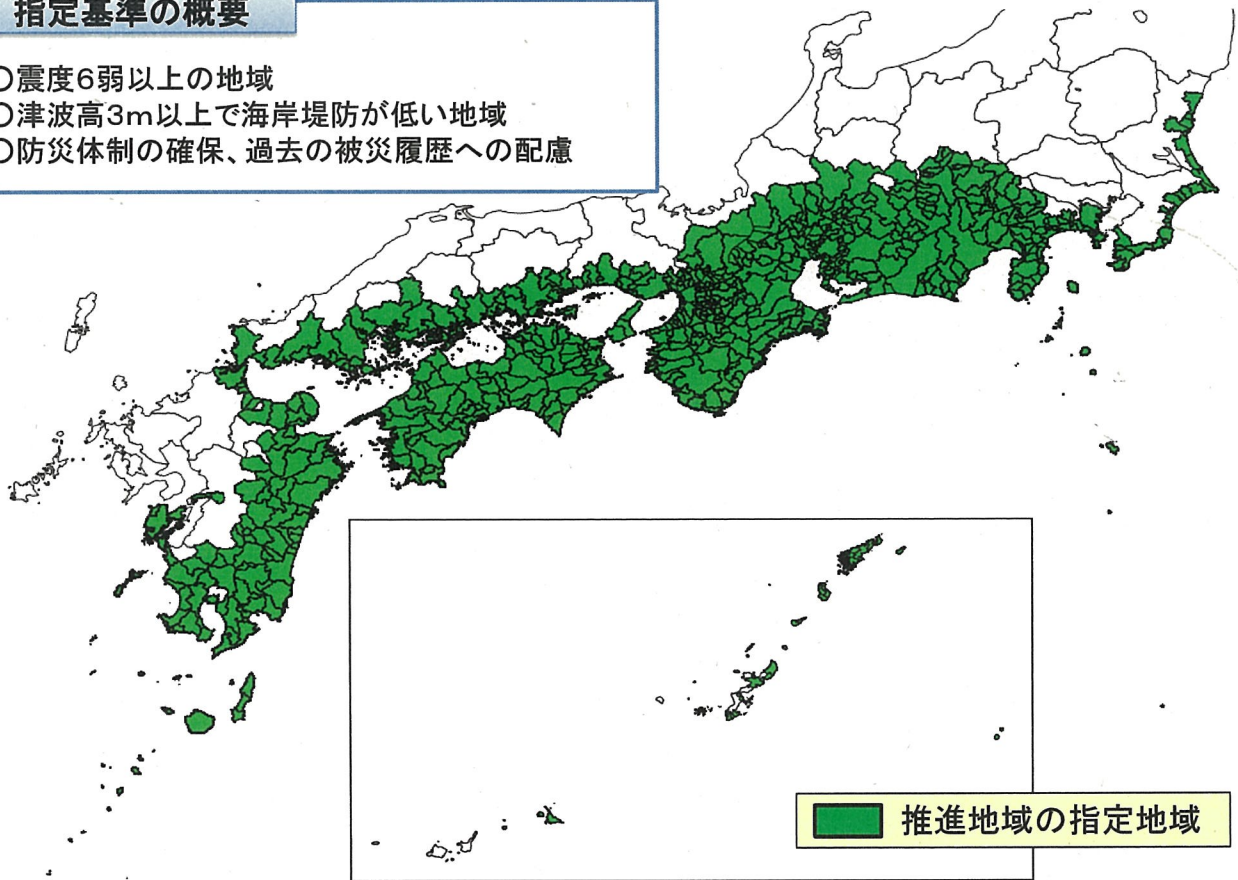 指定基準の概要
○震度6弱以上の地域
○津波高3m以上で海岸堤防が低い地域
○防災体制の確保、過去の被災履歴への配慮
推進地域の指定地域